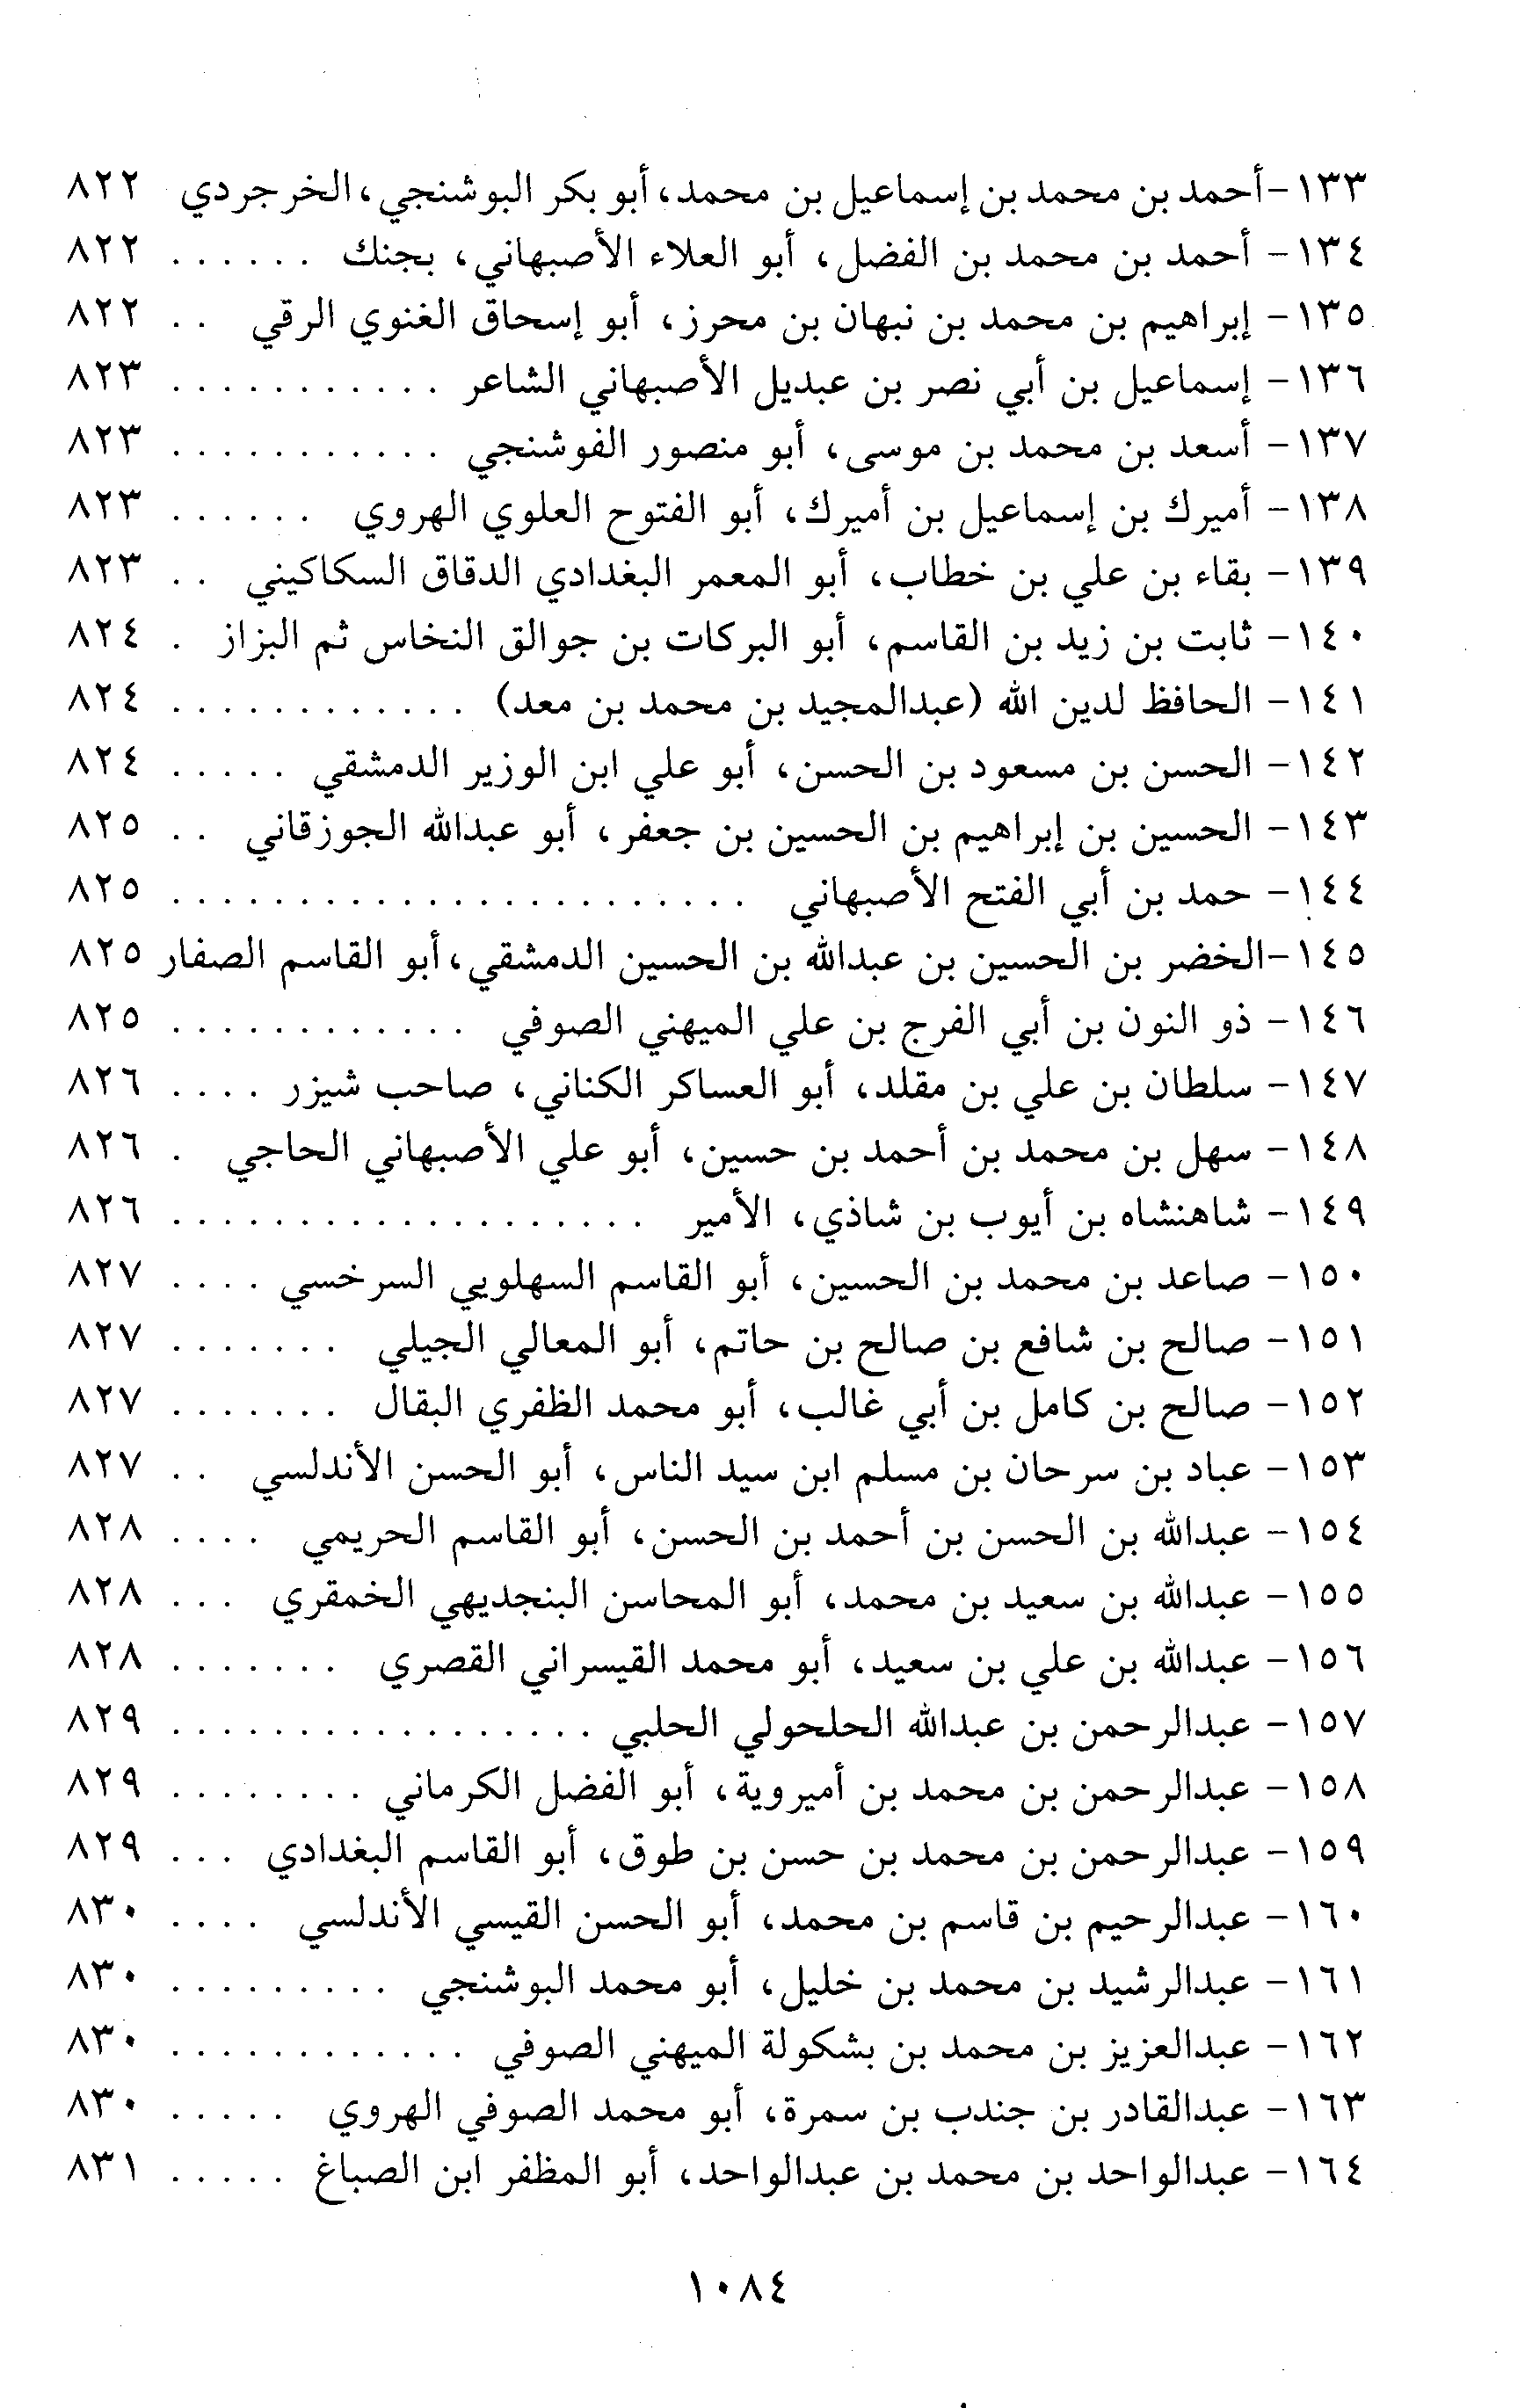 ١٣٣-أحمد بن محمد بن إسماعيل بن محمد، أبو بكر البوشنجي، الخرجردي ٨٢٢
١٣٤- أحمد بن محمد بن الفضل، أبو العلاء الأصبهاني، بجنك . . . . . . ٨٢٢
١٣٥- إبراهيم بن محمد بن نبهان بن محرز، أبو إسحاق الغنوي الرقي . . ٨٢٢
١٣٦- إسماعيل بن أبي نصر بن عبديل الأصبهاني الشاعر . . . . . . . . . . . ٨٢٣
١٣٧- أسعد بن محمد بن موسى، أبو منصور الفوشنجي . . . . . . . . . . . ٨٢٣
١٣٨- أميرك بن إسماعيل بن أميرك، أبو الفتوح العلوي الهروي . . . . . . ٨٢٣
١٣٩- بقاء بن علي بن خطاب، أبو المعمر البغدادي الدقاق السكاكيني . . ٨٢٣
١٤٠- ثابت بن زيد بن القاسم، أبو البركات بن جوالق النخاس ثم البزاز . ٨٢٤
١٤١- الحافظ لدين الله (عبدالمجيد بن محمد بن معد) . . . . . . . . . . . . ٨٢٤
١٤٢- الحسن بن مسعود بن الحسن، أبو علي ابن الوزير الدمشقي . . . . . ٨٢٤
١٤٣- الحسين بن إبراهيم بن الحسين بن جعفر، أبو عبدالله الجوزقاني . . ٨٢٥
١٤٤- حمد بن أبي الفتح الأصبهاني . . . . . . . . . . . . . . . . . . . . . . . ٨٢٥
١٤٥-الخضر بن الحسين بن عبدالله بن الحسين الدمشقي، أبو القاسم الصفار ٨٢٥
١٤٦- ذو النون بن أبي الفرج بن علي الميهني الصوفي . . . . . . . . . . . . ٨٢٥
١٤٧- سلطان بن علي بن مقلد، أبو العساكر الكناني، صاحب شيزر . . . . ٨٢٦
١٤٨- سهل بن محمد بن أحمد بن حسين، أبو علي الأصبهاني الحاجي . ٨٢٦
١٤٩- شاهنشاه بن أيوب بن شاذي، الأمير . . . . . . . . . . . . . . . . . . . ٨٢٦
١٥٠- صاعد بن محمد بن الحسين، أبو القاسم السهلويي السرخسي . . . . ٨٢٧
١٥١- صالح بن شافع بن صالح بن حاتم، أبو المعالي الجيلي . . . . . . . ٨٢٧
١٥٢- صالح بن كامل بن أبي غالب، أبو محمد الظفري البقال . . . . . . . ٨٢٧
١٥٣- عباد بن سرحان بن مسلم ابن سيد الناس، أبو الحسن الأندلسي . . ٨٢٧
١٥٤- عبدالله بن الحسن بن أحمد بن الحسن، أبو القاسم الحريمي . . . . ٨٢٨
١٥٥- عبدالله بن سعيد بن محمد، أبو المحاسن البنجديهي الخمقري . . . ٨٢٨
١٥٦- عبدالله بن علي بن سعيد، أبو محمد القيسراني القصري . . . . . . . ٨٢٨
١٥٧- عبدالرحمن بن عبدالله الحلحولي الحلبي . . . . . . . . . . . . . . . . . ٨٢٩
١٥٨- عبدالرحمن بن محمد بن أميروية، أبو الفضل الكرماني . . . . . . . . ٨٢٩
١٥٩- عبدالرحمن بن محمد بن حسن بن طوق، أبو القاسم البغدادي . . . ٨٢٩
١٦٠- عبدالرحيم بن قاسم بن محمد، أبو الحسن القيسي الأندلسي . . . . ٨٣٠
١٦١- عبدالرشيد بن محمد بن خليل، أبو محمد البوشنجي . . . . . . . . . ٨٣٠
١٦٢- عبدالعزيز بن محمد بن بشكولة الميهني الصوفي . . . . . . . . . . . . ٨٣٠
١٦٣- عبدالقادر بن جندب بن سمرة، أبو محمد الصوفي الهروي . . . . . ٨٣٠
١٦٤- عبدالواحد بن محمد بن عبدالواحد، أبو المظفر ابن الصباغ . . . . . ٨٣١
١٠٨٤